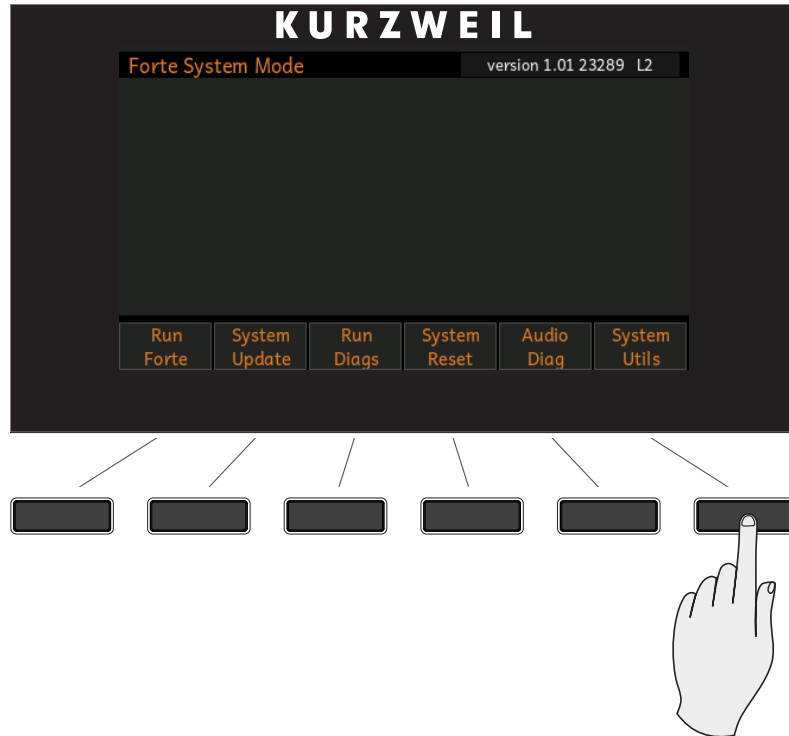 KURZWEIL
Forte System Mode version 1.01 23289 L2
Run Forte
System Update
Run Diags
System Reset
Audio Diag
System Utils